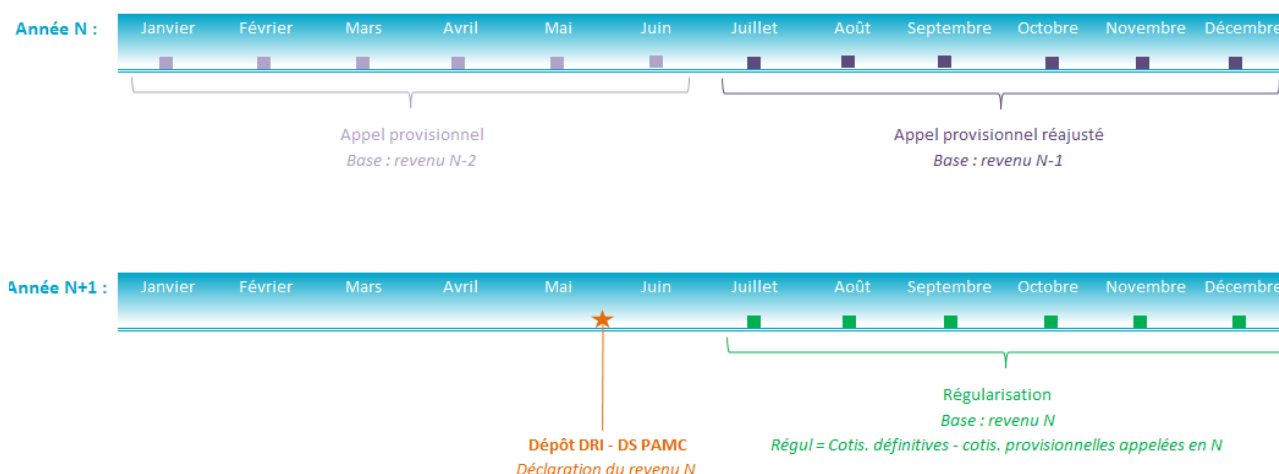 Année N : Janvier Février Mars Avril Mai Juin Juillet Août Septembre Octobre Novembre Décembre
Appel provisionnel
Base : revenu N-2
Appel provisionnel réajusté
Base : revenu N-1
Année N+1 : Janvier Février Mars Avril Mai Juin Juillet Août Septembre Octobre Novembre Décembre
Régularisation
Base : revenu N
Régul = Cotis. définitives - cotis. provisionnelles appelées en N
Dépôt DRI - DS PAMC
Déclaration du revenu N